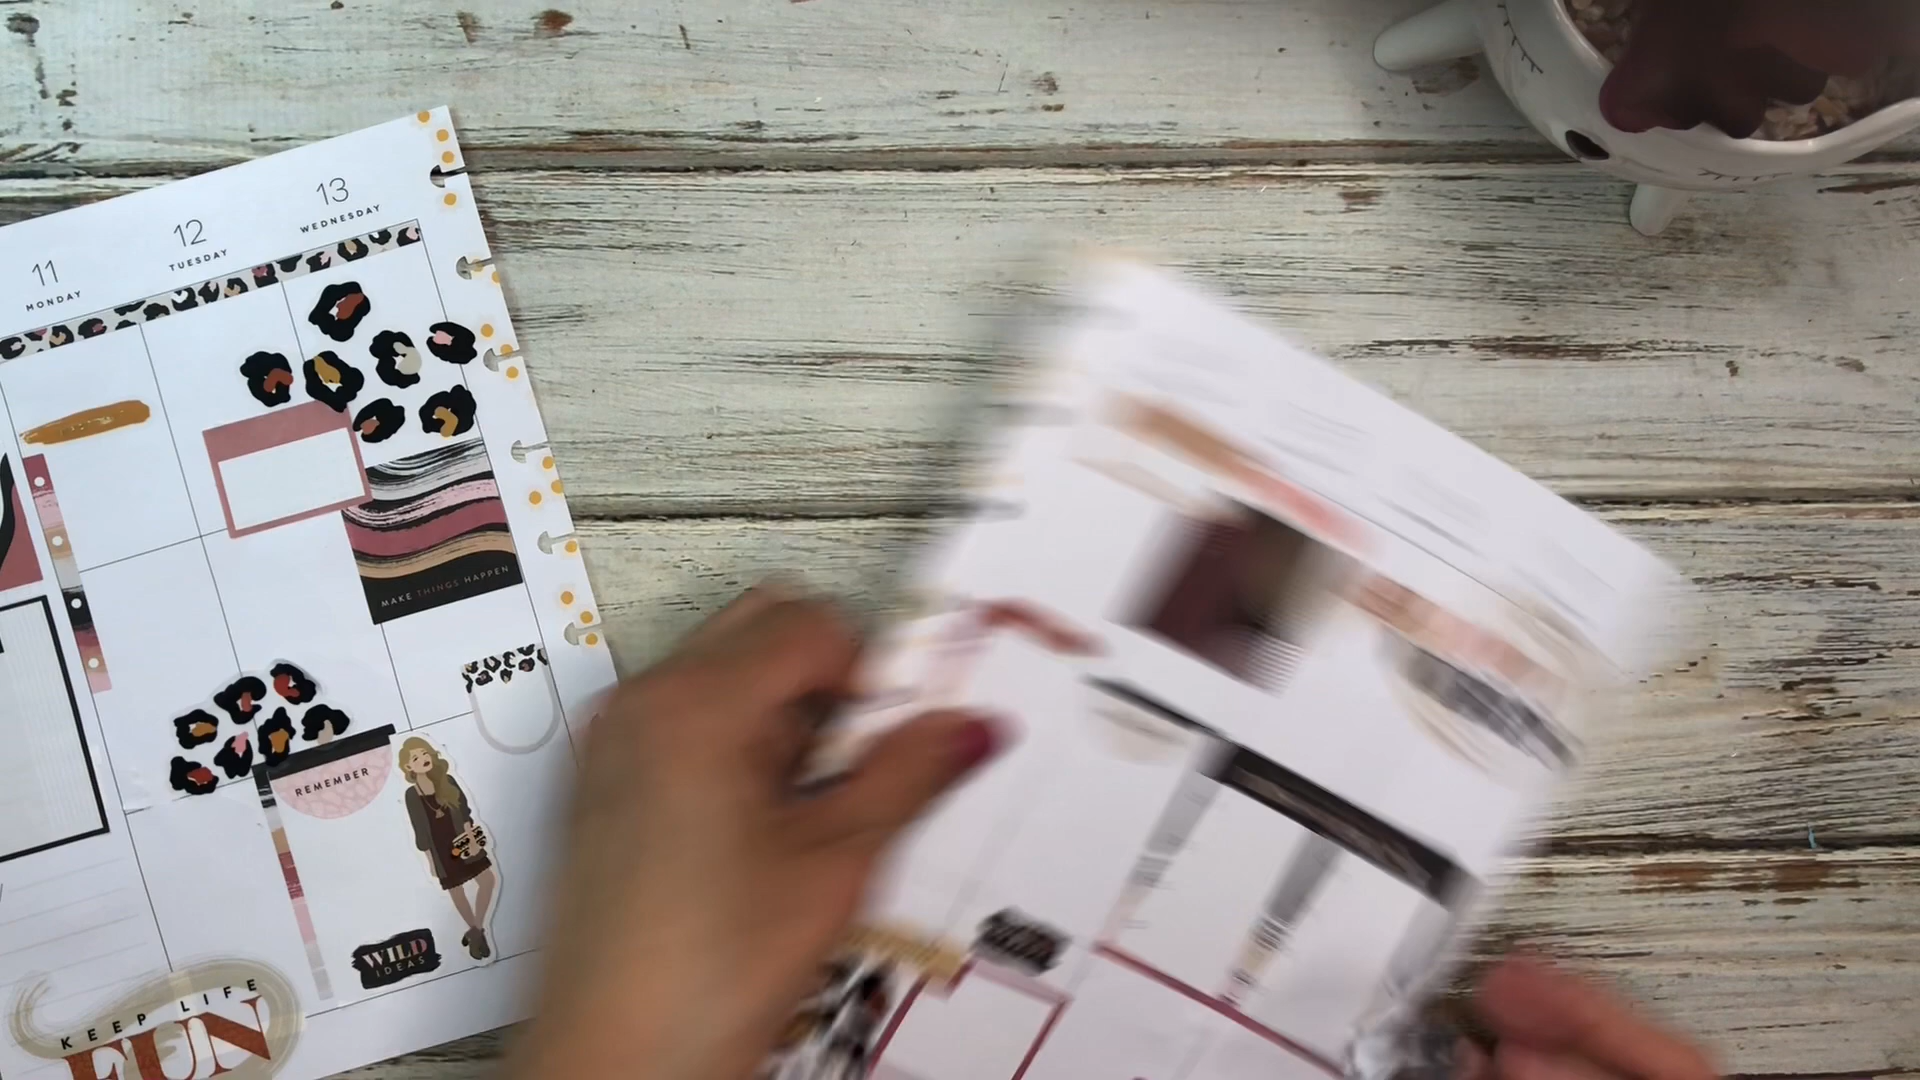 11
MONDAY
12
TUESDAY
13
WEDNESDAY
MAKE THINGS HAPPEN
REMEMBER
WILD
IDEAS
KEEP LIFE
FUN